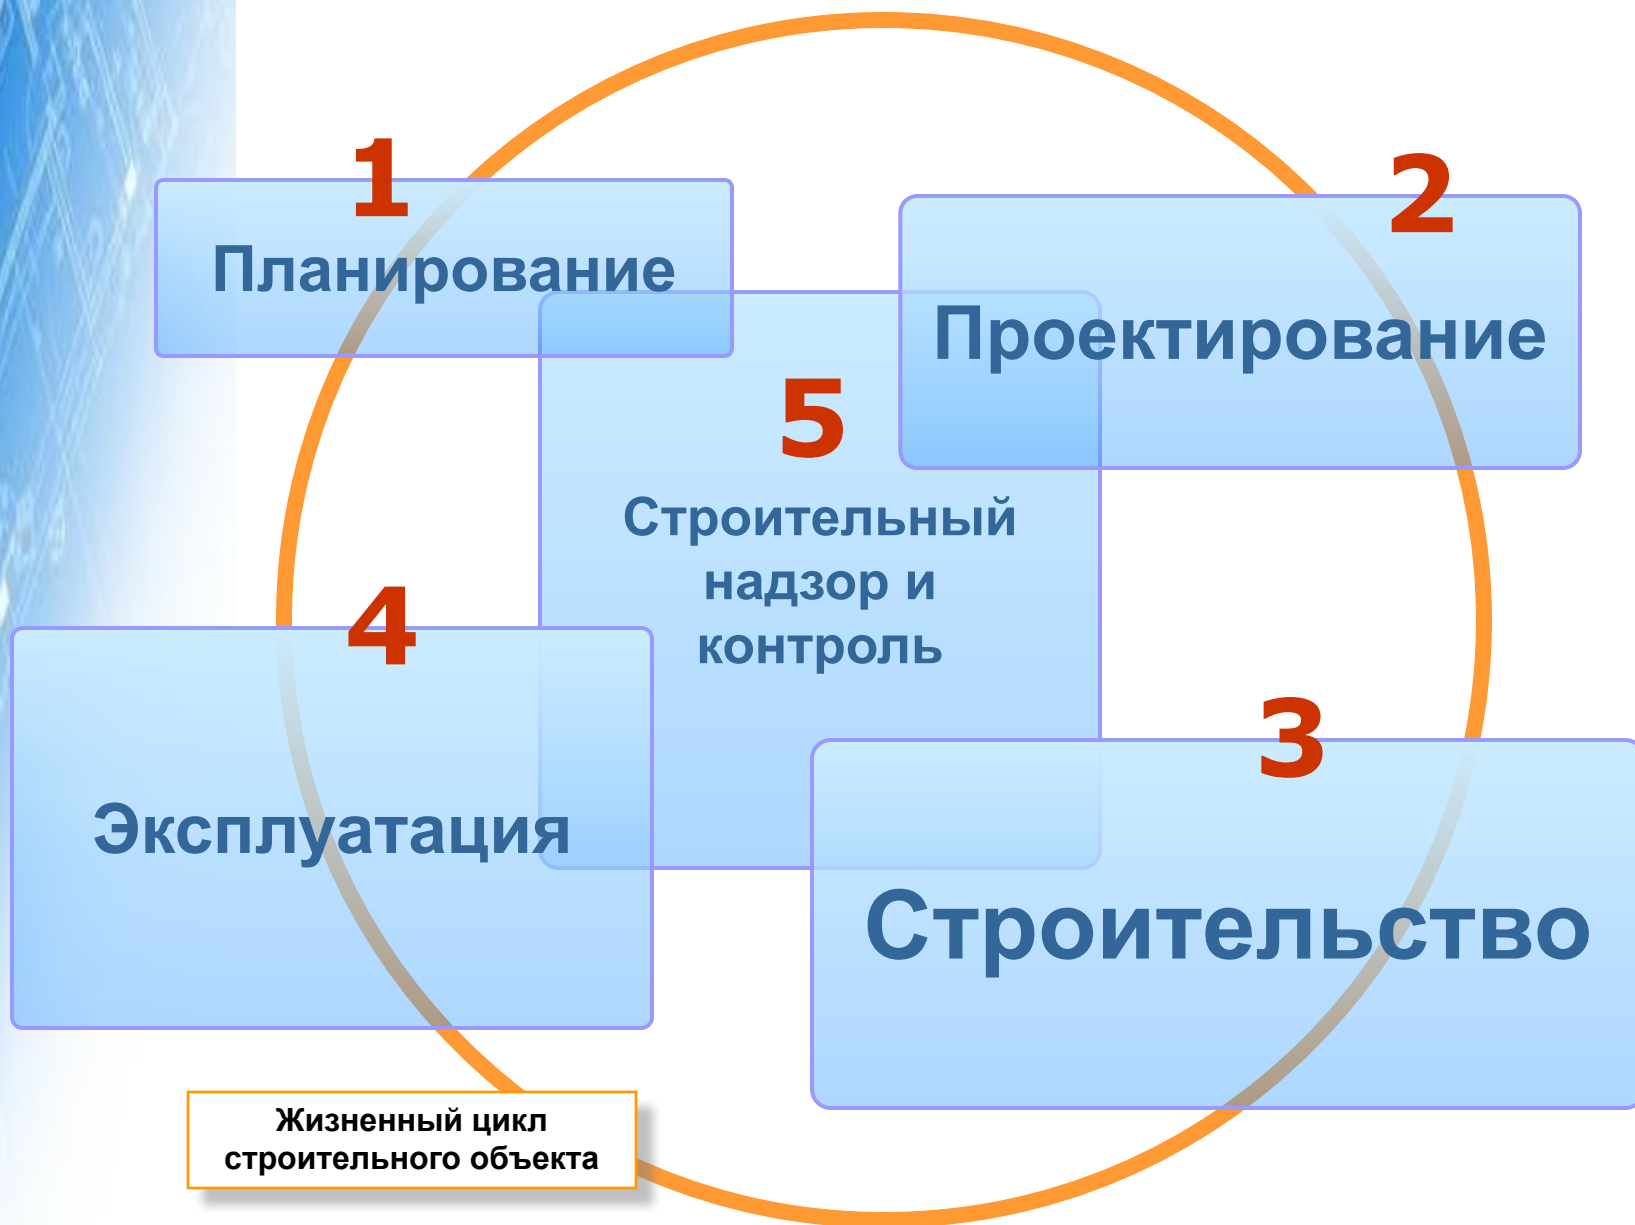 1
Планирование
2
Проектирование
5
Строительный
надзор и
контроль
4
Эксплуатация
3
Строительство
Жизненный цикл
строительного объекта